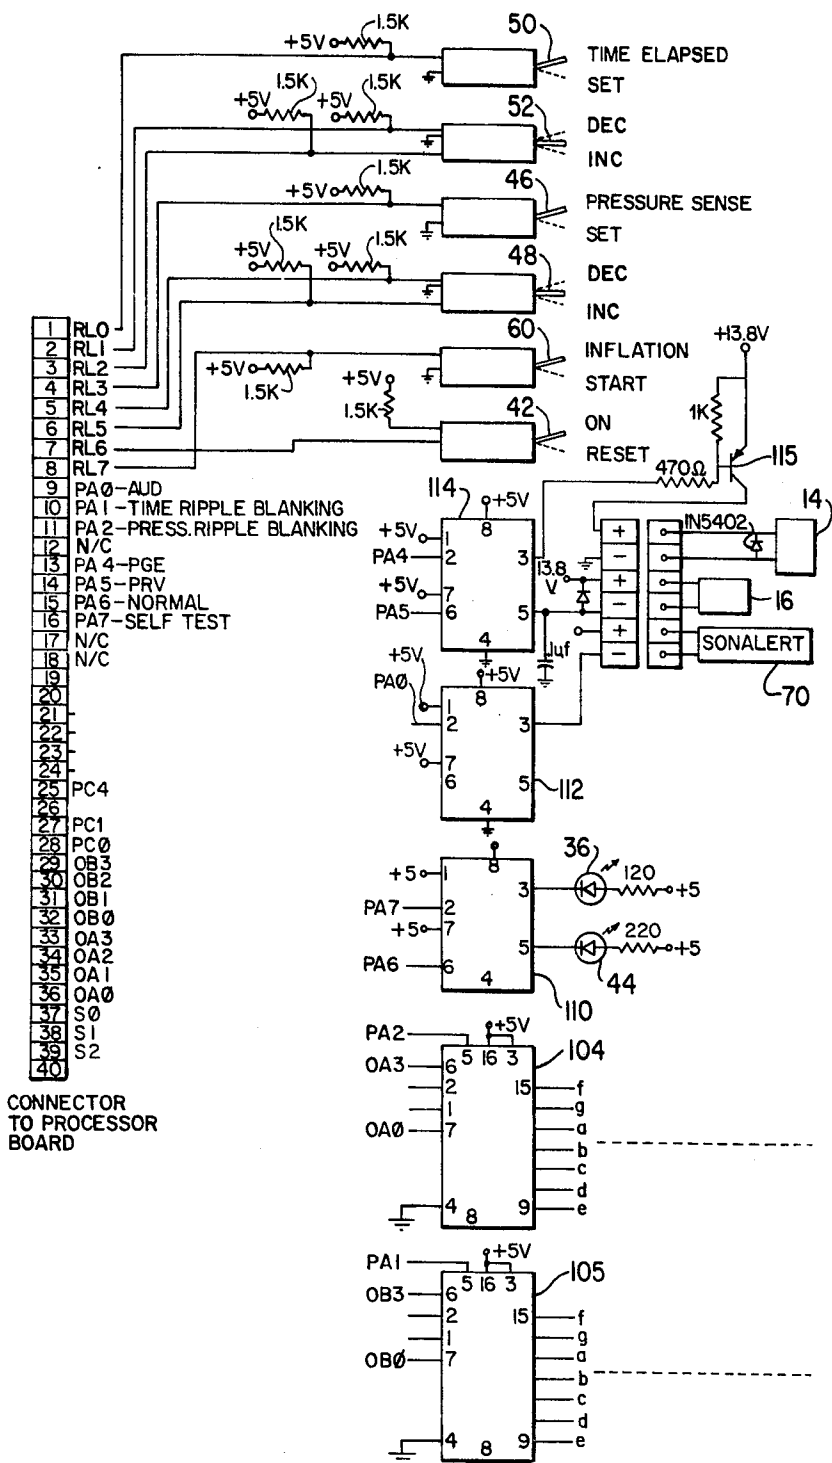 1.5K
50
+5V
TIME ELAPSED
SET
1.5K
1.5K
+5V
+5V
52
DEC
INC
1.5K
46
+5V
PRESSURE SENSE
SET
1.5K
1.5K
+5V
+5V
48
DEC
INC
60
INFLATION
START
+5V
1.5K
+5V
1.5K
42
ON
RESET
+13.8V
1K
115
470Ω
1 RL0
2 RL1
3 RL2
4 RL3
5 RL4
6 RL5
7 RL6
8 RL7
9 PA0-AUD
10 PA1-TIME RIPPLE BLANKING
11 PA2-PRESS.RIPPLE BLANKING
12 N/C
13 PA4-PGE
14 PA5-PRV
15 PA6-NORMAL
16 PA7-SELF TEST
17 N/C
18 N/C
19
20
21
22
23
24
25 PC4
26
27 PC1
28 PC0
29 OB3
30 OB2
31 OB1
32 OB0
33 OA3
34 OA2
35 OA1
36 OA0
37 S0
38 S1
39 S2
40
CONNECTOR
TO PROCESSOR
BOARD
114
+5V
8
+5V 1
PA4 2 3
+5V 7
PA5 6 5
4
.1uf
13.8
V
+
−
+
−
+
−
1N5402
14
16
SONALERT
70
+5V
PA0
+5V
8
1
2 3
+5V 7
6 5
4
112
8
+5 1
PA7 2 3
+5 7
PA6 6 5
4
110
36
120
+5
220
+5
44
PA2
+5V
5 16 3
104
OA3 6
2 15 f
1 g
OA0 7 a
b
c
d
4 8 9 e
PA1
+5V
5 16 3
105
OB3 6
2 15 f
1 g
OB0 7 a
b
c
d
4 8 9 e